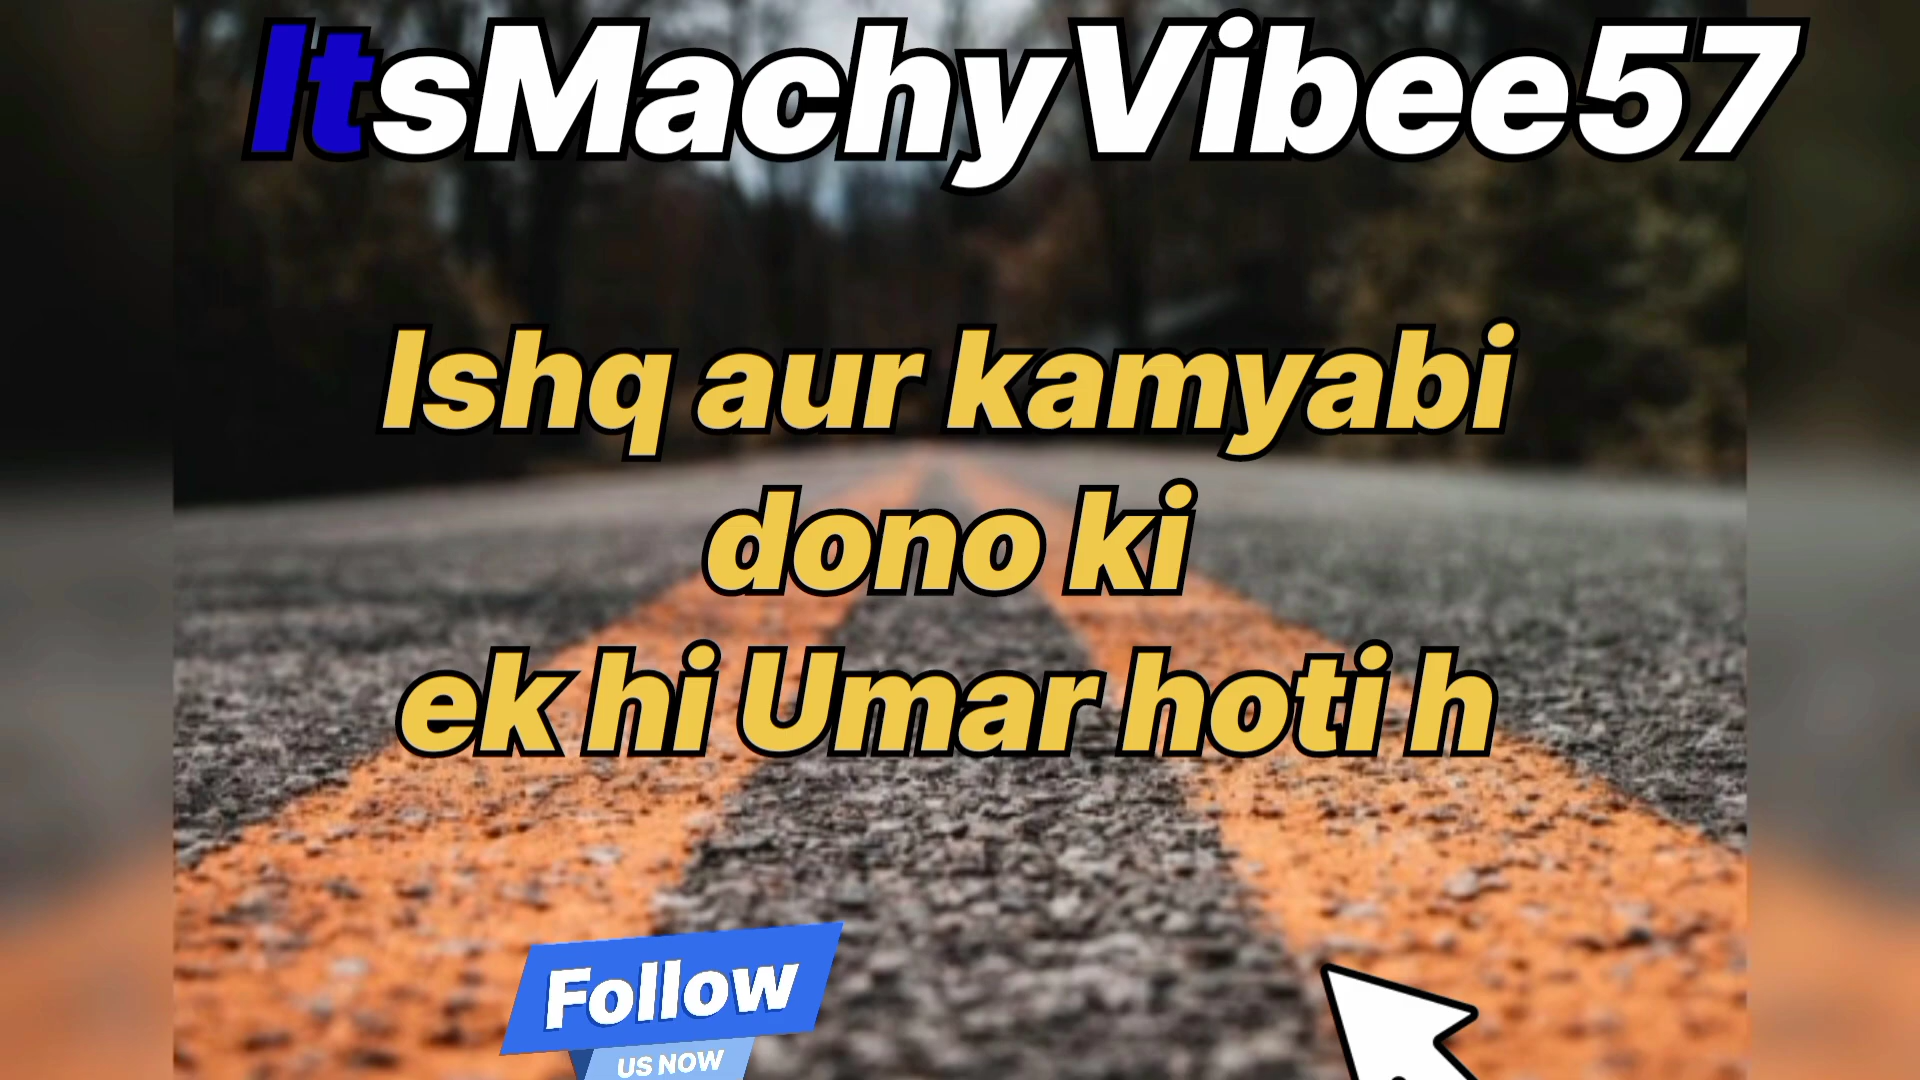 ItsMachyVibee57
Ishq aur kamyabi
dono ki
ek hi Umar hoti h
Follow
US NOW